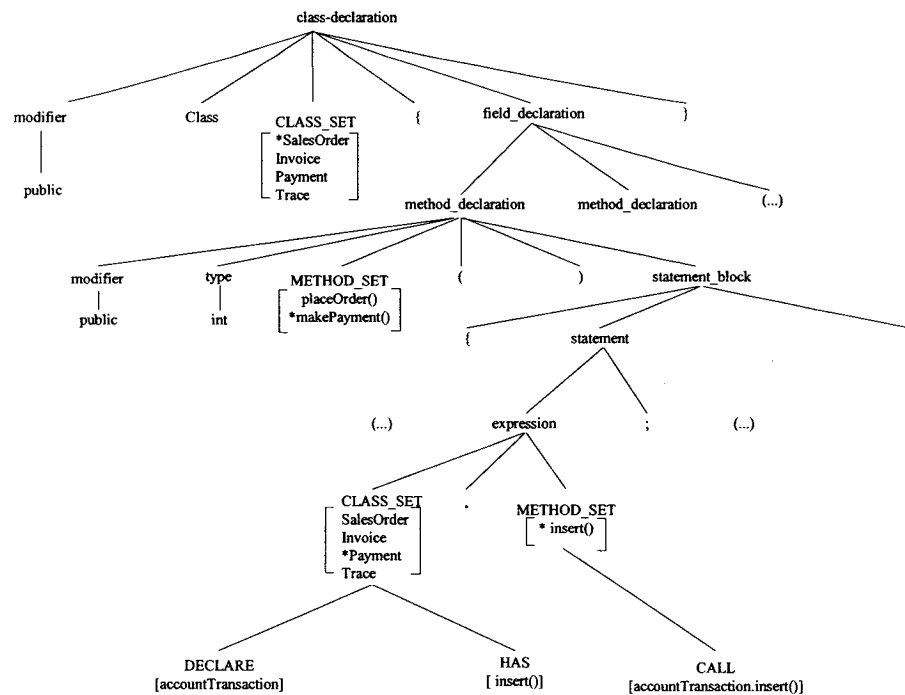 class-declaration
modifier
Class
CLASS_SET
{
field_declaration
}
*SalesOrder
Invoice
Payment
Trace
public
method_declaration
method_declaration
(...)
modifier
type
METHOD_SET
(
)
statement_block
public
int
placeOrder()
*makePayment()
{
statement
(...)
expression
;
(...)
CLASS_SET
.
METHOD_SET
SalesOrder
Invoice
*Payment
Trace
* insert()
DECLARE
[accountTransaction]
HAS
[ insert()]
CALL
[accountTransaction.insert()]